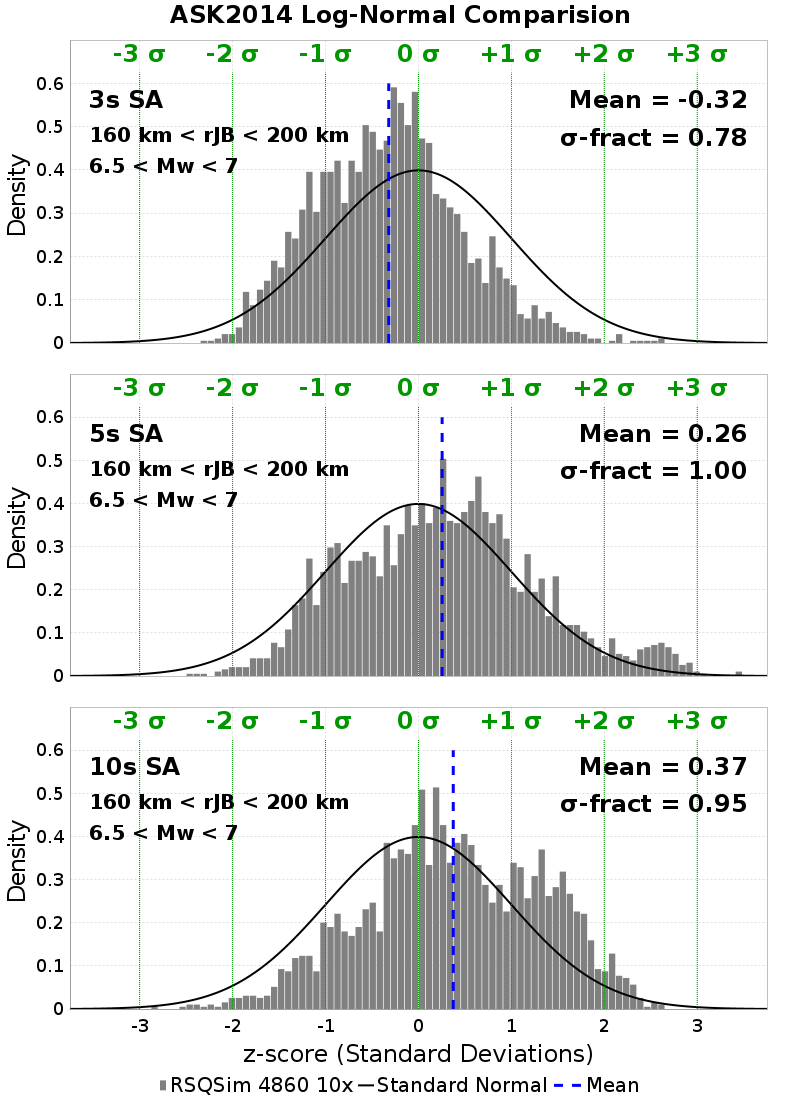 ASK2014 Log-Normal Comparision
-3 σ -2 σ -1 σ 0 σ +1 σ +2 σ +3 σ
0.6
3s SA Mean = -0.32
0.5
160 km < rJB < 200 km σ-fract = 0.78
6.5 < Mw < 7
0.4
Density
0.3
0.2
0.1
0
-3 σ -2 σ -1 σ 0 σ +1 σ +2 σ +3 σ
0.6
5s SA Mean = 0.26
0.5
160 km < rJB < 200 km σ-fract = 1.00
6.5 < Mw < 7
0.4
Density
0.3
0.2
0.1
0
-3 σ -2 σ -1 σ 0 σ +1 σ +2 σ +3 σ
0.6
10s SA Mean = 0.37
0.5
160 km < rJB < 200 km σ-fract = 0.95
6.5 < Mw < 7
0.4
Density
0.3
0.2
0.1
0
-3 -2 -1 0 1 2 3
z-score (Standard Deviations)
RSQSim 4860 10x Standard Normal Mean